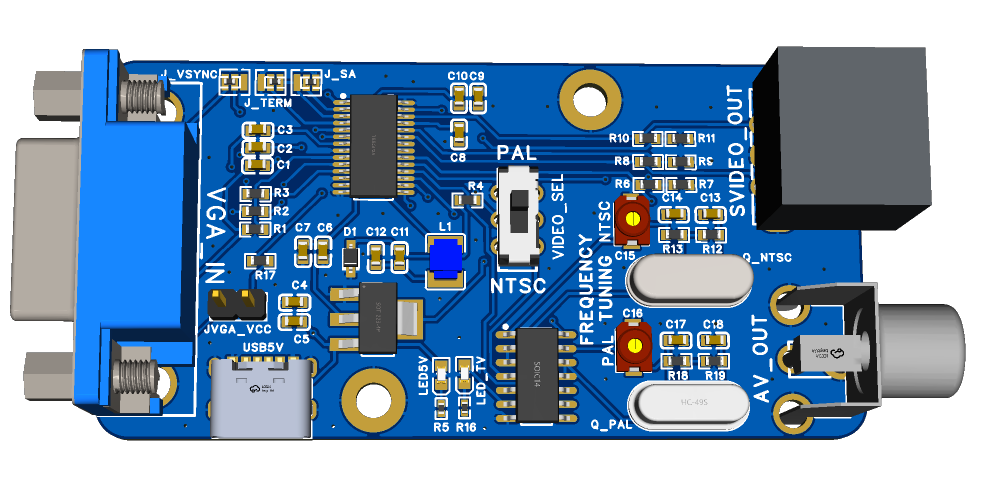 J_VSYNC
J_SA
J_TERM
C10 C9
C8
C3
C2
C1
R3
R2
R1
R17
VGA_IN
JVGA_VCC
USB5V
C4
C5
C7 C6
D1
C12 C11
L1
R4
PAL
VIDEO_SEL
NTSC
R10 R11
R8
R6 R7
SVIDEO_OUT
NTSC
C14 C13
C15
R13 R12
Q_NTSC
FREQUENCY
TUNING
C16
PAL
C17 C18
R18 R19
HC-49S
Q_PAL
AV_OUT
SOIC14
LED5V
LED_TV
R5 R16